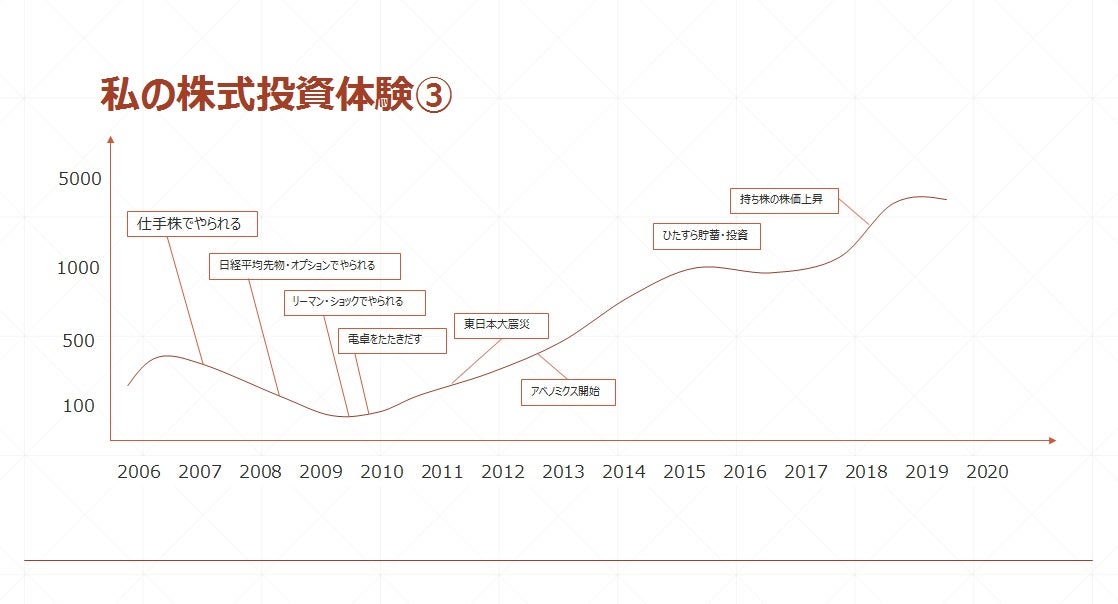 私の株式投資体験③
5000
1000
500
100
仕手株でやられる
日経平均先物・オプションでやられる
リーマン・ショックでやられる
電卓をたたきだす
東日本大震災
アベノミクス開始
ひたすら貯蓄・投資
持ち株の株価上昇
2006 2007 2008 2009 2010 2011 2012 2013 2014 2015 2016 2017 2018 2019 2020